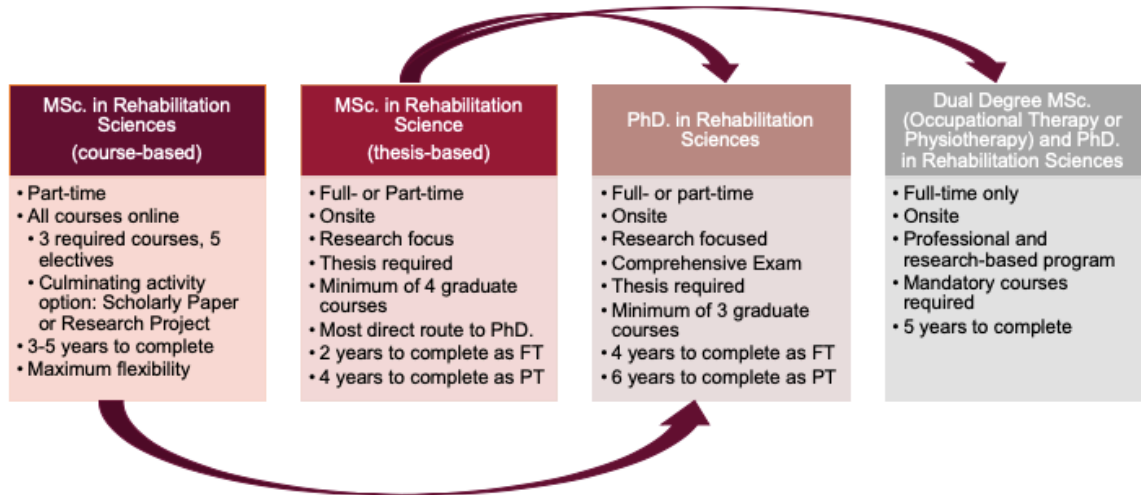 MSc. in Rehabilitation
Sciences
(course-based)
• Part-time
• All courses online
• 3 required courses, 5
electives
• Culminating activity
option: Scholarly Paper
or Research Project
• 3-5 years to complete
• Maximum flexibility
MSc. in Rehabilitation
Science
(thesis-based)
• Full- or Part-time
• Onsite
• Research focus
• Thesis required
• Minimum of 4 graduate
courses
• Most direct route to PhD.
• 2 years to complete as FT
• 4 years to complete as PT
PhD. in Rehabilitation
Sciences
• Full- or part-time
• Onsite
• Research focused
• Comprehensive Exam
• Thesis required
• Minimum of 3 graduate
courses
• 4 years to complete as FT
• 6 years to complete as PT
Dual Degree MSc.
(Occupational Therapy or
Physiotherapy) and PhD.
in Rehabilitation Sciences
• Full-time only
• Onsite
• Professional and
research-based program
• Mandatory courses
required
• 5 years to complete